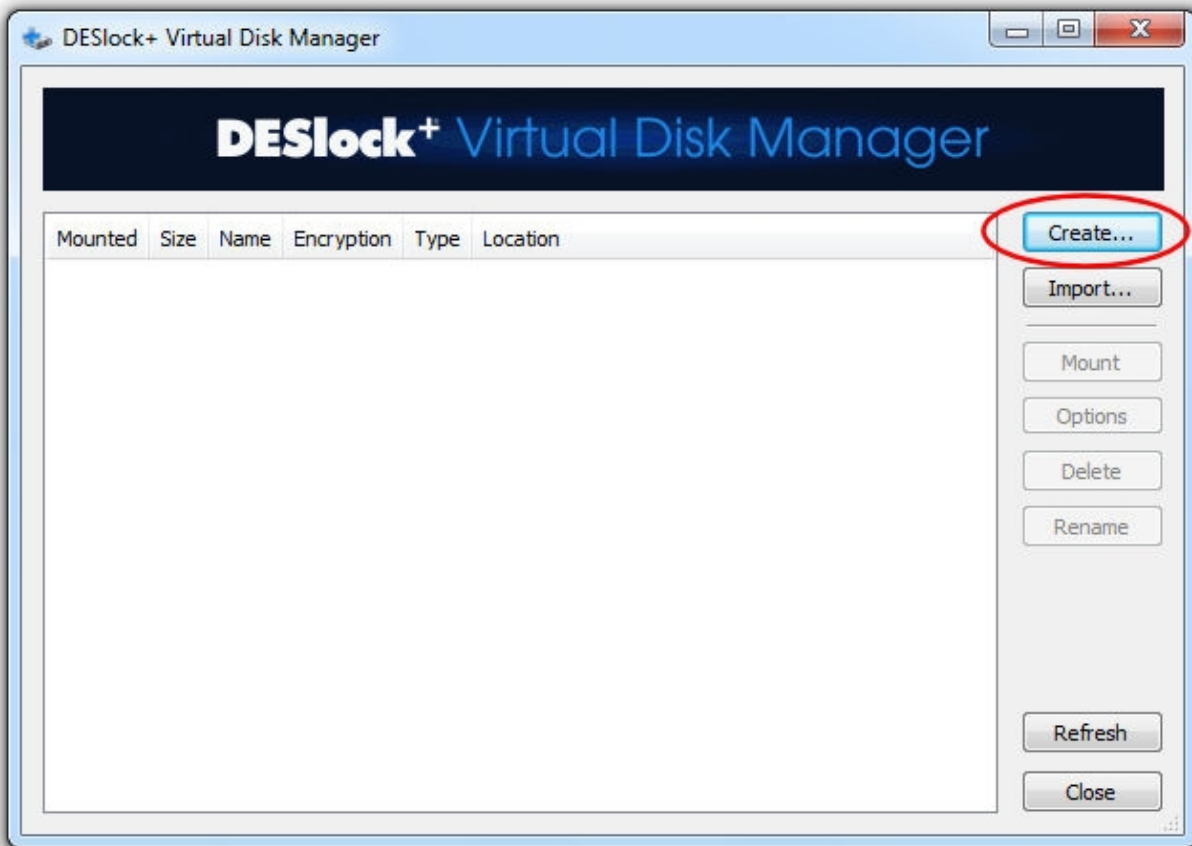 DESlock+ Virtual Disk Manager
DESlock+ Virtual Disk Manager
Mounted Size Name Encryption Type Location
Create...
Import...
Mount
Options
Delete
Rename
Refresh
Close